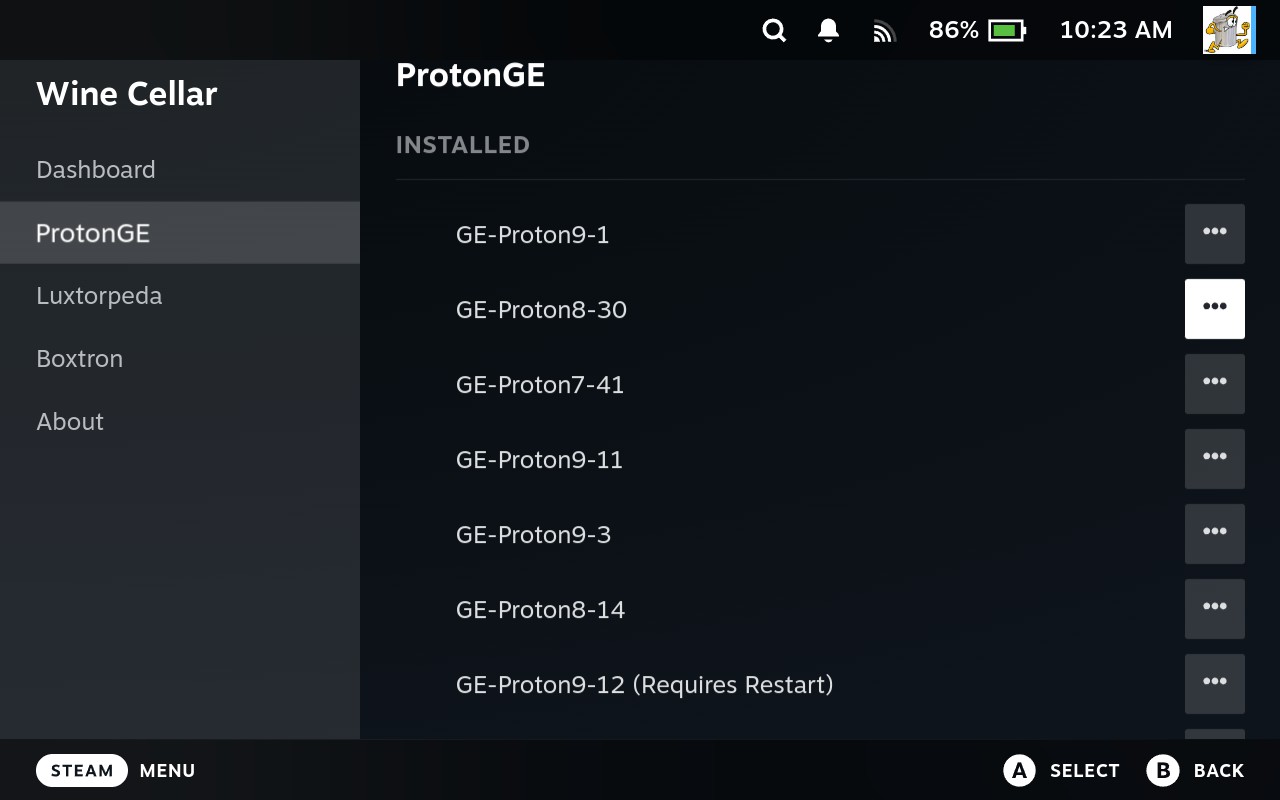 86%
10:23 AM
Wine Cellar
Dashboard
ProtonGE
Luxtorpeda
Boxtron
About
ProtonGE
INSTALLED
GE-Proton9-1
GE-Proton8-30
GE-Proton7-41
GE-Proton9-11
GE-Proton9-3
GE-Proton8-14
GE-Proton9-12 (Requires Restart)
STEAM MENU
A SELECT B BACK